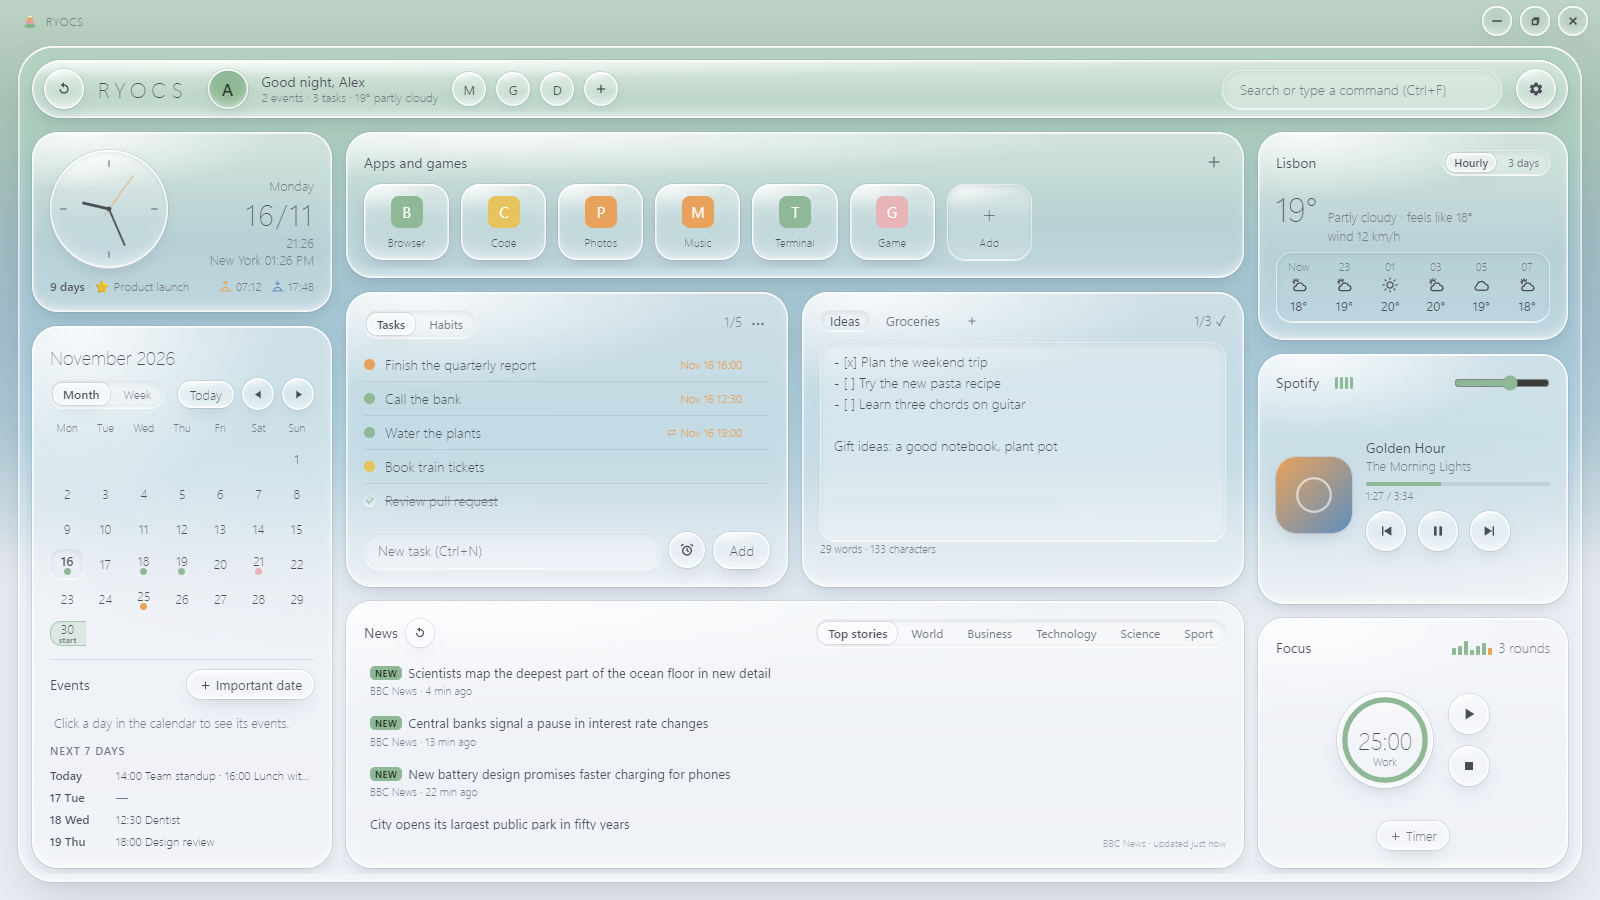 RYOCS
RYOCS
A
Good night, Alex
2 events · 3 tasks · 19° partly cloudy
M G D +
Search or type a command (Ctrl+F)
Monday
16/11
21:26
New York 01:26 PM
9 days · ⭐ Product launch 07:12 17:48
November 2026
Month Week Today
Mon Tue Wed Thu Fri Sat Sun
1
2 3 4 5 6 7 8
9 10 11 12 13 14 15
16 17 18 19 20 21 22
23 24 25 26 27 28 29
30
start
Events + Important date
Click a day in the calendar to see its events.
NEXT 7 DAYS
Today 14:00 Team standup · 16:00 Lunch wit...
17 Tue —
18 Wed 12:30 Dentist
19 Thu 18:00 Design review
Apps and games +
B C P M T G +
Browser Code Photos Music Terminal Game Add
Tasks Habits 1/5 ...
Finish the quarterly report Nov 16 16:00
Call the bank Nov 16 12:30
Water the plants Nov 16 19:00
Book train tickets
Review pull request
New task (Ctrl+N) Add
Ideas Groceries + 1/3 ✓
- [x] Plan the weekend trip
- [ ] Try the new pasta recipe
- [ ] Learn three chords on guitar
Gift ideas: a good notebook, plant pot
29 words · 133 characters
News Top stories World Business Technology Science Sport
NEW Scientists map the deepest part of the ocean floor in new detail
BBC News · 4 min ago
NEW Central banks signal a pause in interest rate changes
BBC News · 13 min ago
NEW New battery design promises faster charging for phones
BBC News · 22 min ago
City opens its largest public park in fifty years
BBC News · updated just now
Lisbon Hourly 3 days
19° Partly cloudy · feels like 18°
wind 12 km/h
Now 23 01 03 05 07
18° 19° 20° 20° 19° 18°
Spotify
Golden Hour
The Morning Lights
1:27 / 3:34
Focus 3 rounds
25:00
Work
+ Timer